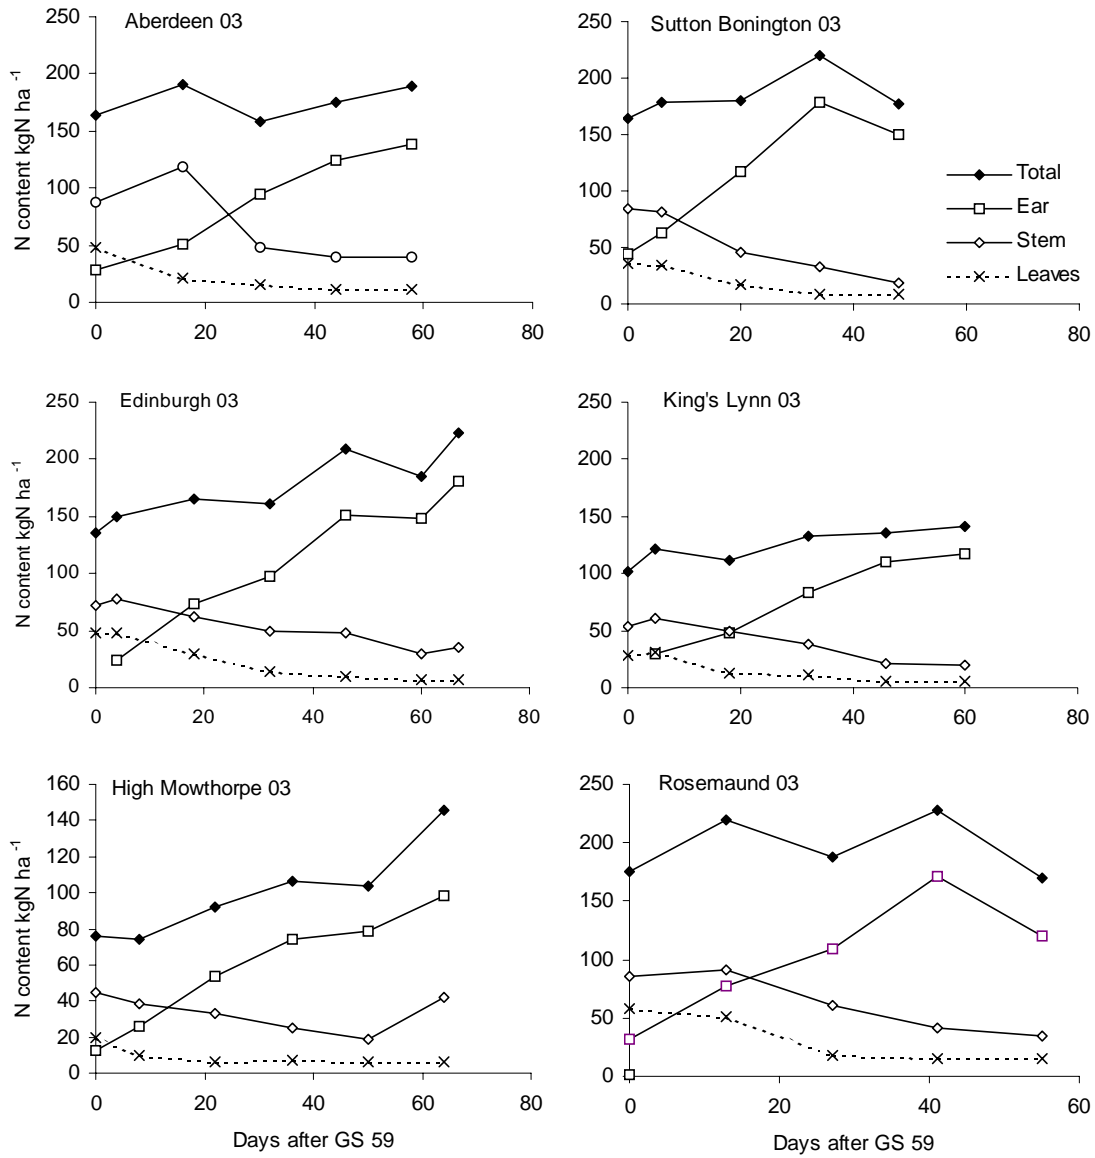 Aberdeen 03
N content kgN ha -1
250
200
150
100
50
0
0 20 40 60 80
Sutton Bonington 03
250
200
150
100
50
0
0 20 40 60 80
Total
Ear
Stem
Leaves
Edinburgh 03
N content kgN ha -1
250
200
150
100
50
0
0 20 40 60 80
King's Lynn 03
250
200
150
100
50
0
0 20 40 60 80
High Mowthorpe 03
N content kgN ha -1
160
140
120
100
80
60
40
20
0
0 20 40 60 80
Days after GS 59
Rosemaund 03
250
200
150
100
50
0
0 20 40 60
Days after GS 59